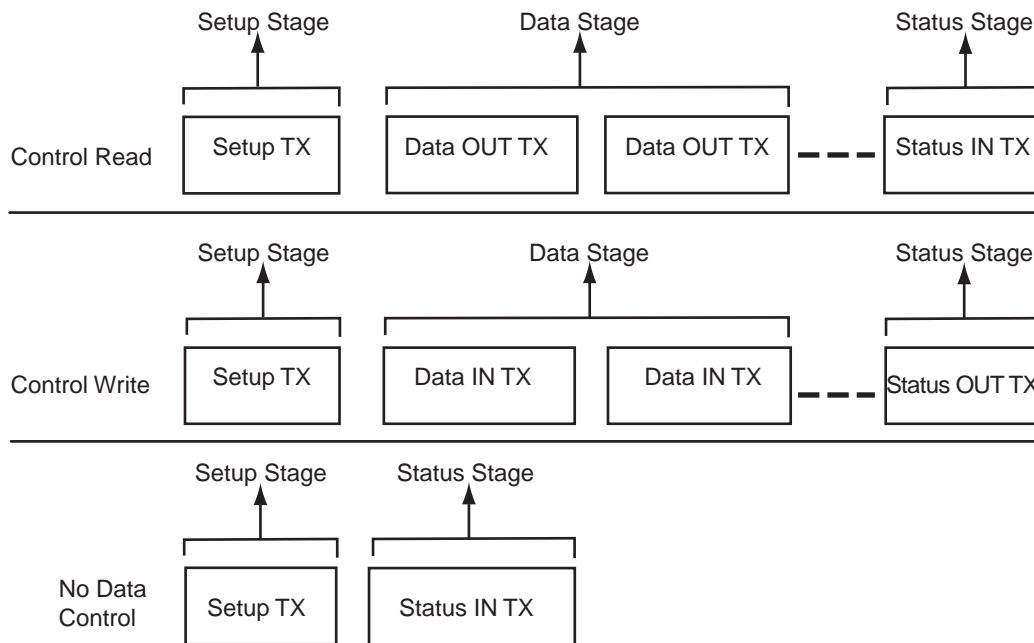 Setup Stage Data Stage Status Stage
Control Read Setup TX Data OUT TX Data OUT TX Status IN TX
Setup Stage Data Stage Status Stage
Control Write Setup TX Data IN TX Data IN TX Status OUT TX
Setup Stage Status Stage
No Data
Control Setup TX Status IN TX